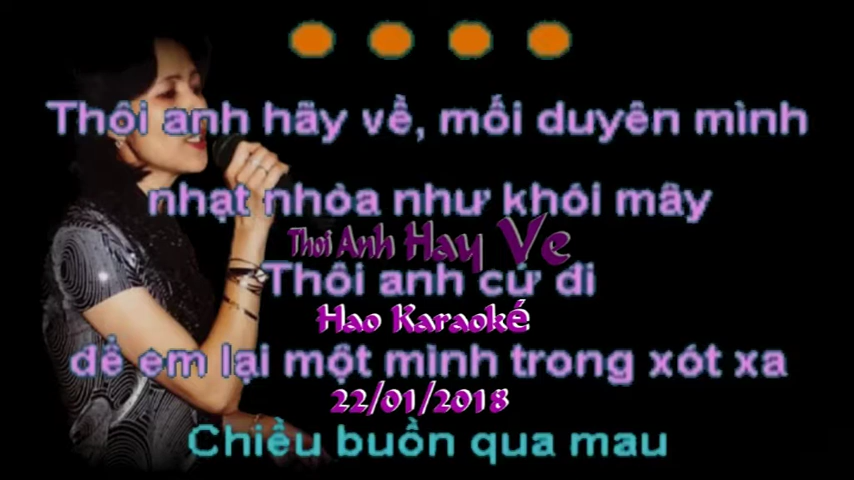 Thôi anh hãy về, mối duyên mình
nhạt nhòa như khói mây
Thoi Anh Hay Ve
Thôi anh cứ đi
Hao Karaoké
để em lại một mình trong xót xa
22/01/2018
Chiều buồn qua mau